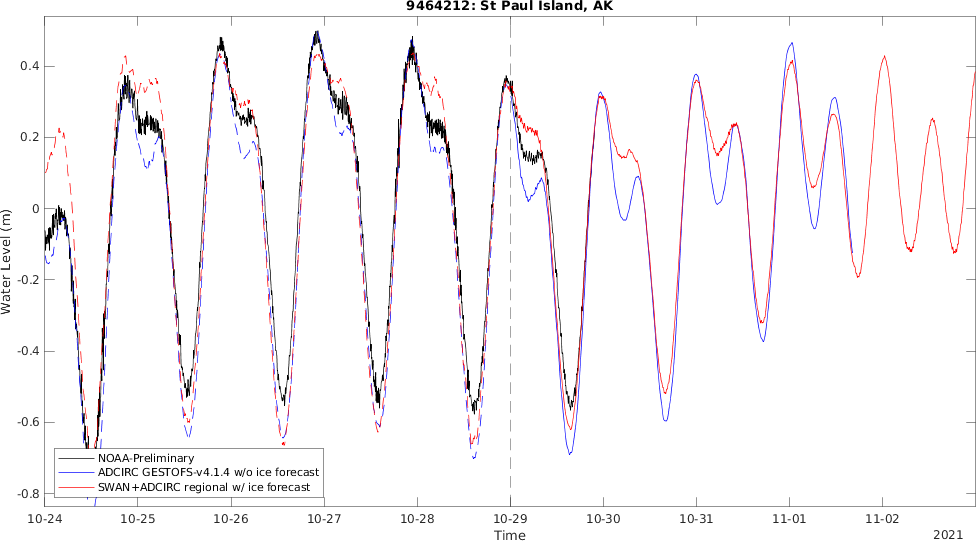 9464212: St Paul Island, AK
Water Level (m)
0.4
0.2
0
-0.2
-0.4
-0.6
-0.8
NOAA-Preliminary
ADCIRC GESTOFS-v4.1.4 w/o ice forecast
SWAN+ADCIRC regional w/ ice forecast
10-24 10-25 10-26 10-27 10-28 10-29 10-30 10-31 11-01 11-02
Time
2021